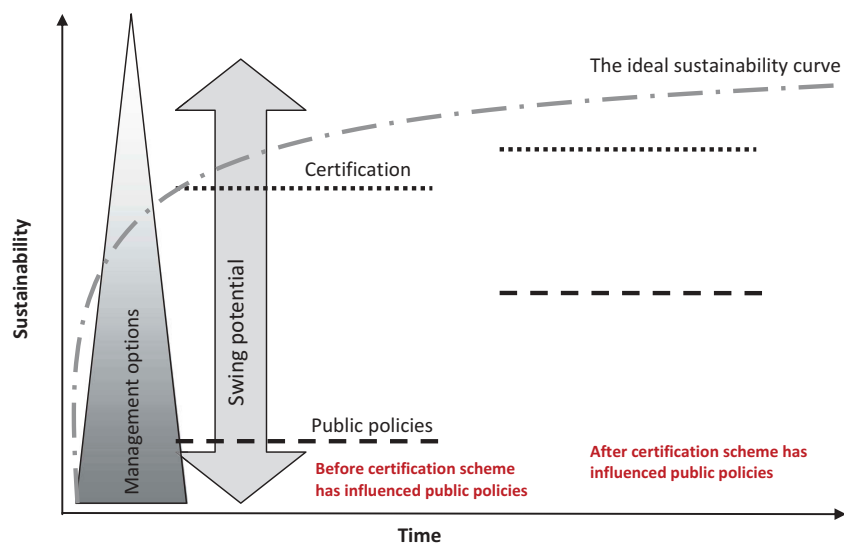 The ideal sustainability curve
Certification
Sustainability
Swing potential
Management options
Public policies
Before certification scheme
has influenced public policies
After certification scheme has
influenced public policies
Time